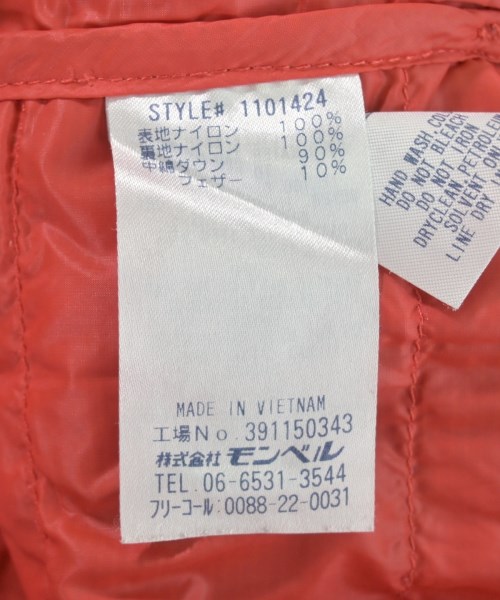 STYLE# 1101424
表地ナイロン 100%
裏地ナイロン 100%
中綿ダウン 90%
フェザー 10%
MADE IN VIETNAM
工場No.391150343
株式会社 モンベル
TEL.06-6531-3544
フリーコール:0088-22-0031
HAND WASH, COL
DO NOT BLEACH
DO NOT IRON
DRYCLEAN, PETROLE
SOLVENT ON
LINE DRY